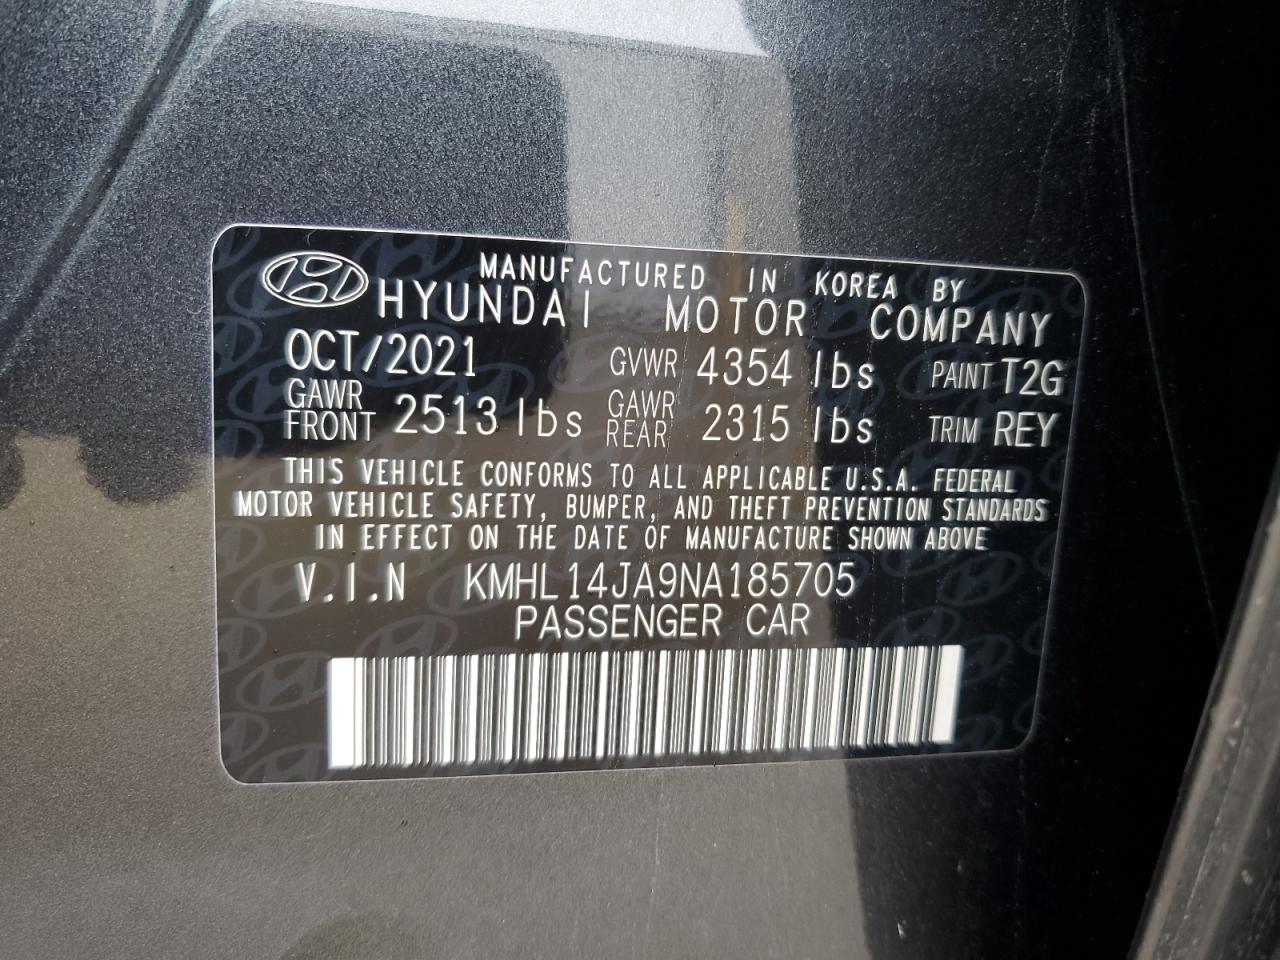 MANUFACTURED IN KOREA BY
HYUNDAI MOTOR COMPANY
OCT/2021 GVWR 4354 lbs PAINT T2G
GAWR FRONT 2513 lbs GAWR REAR 2315 lbs TRIM REY
THIS VEHICLE CONFORMS TO ALL APPLICABLE U.S.A. FEDERAL
MOTOR VEHICLE SAFETY, BUMPER, AND THEFT PREVENTION STANDARDS
IN EFFECT ON THE DATE OF MANUFACTURE SHOWN ABOVE
V.I.N KMHL14JA9NA185705
PASSENGER CAR